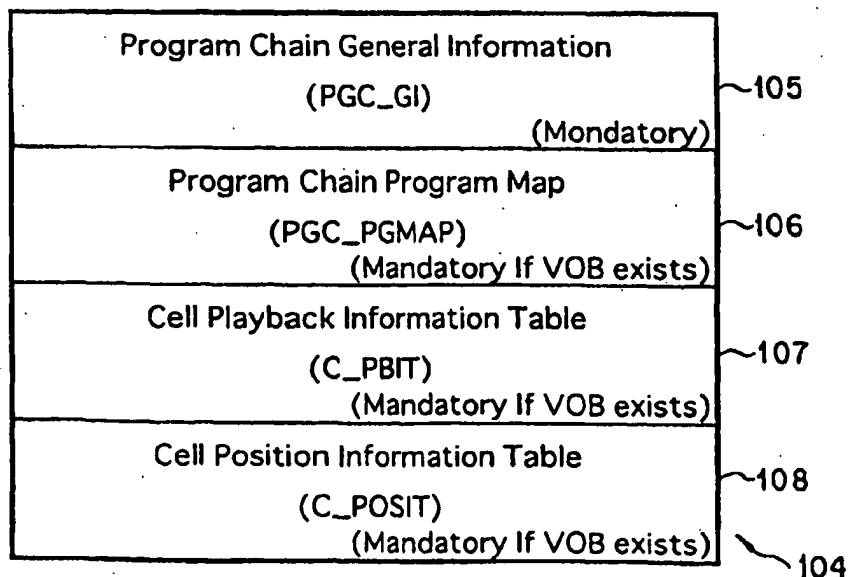 Program Chain General Information
(PGC_GI)
105
(Mondatory)
Program Chain Program Map
(PGC_PGMAP)
106
(Mandatory If VOB exists)
Cell Playback Information Table
(C_PBIT)
107
(Mandatory If VOB exists)
Cell Position Information Table
(C_POSIT)
108
(Mandatory If VOB exists)
104